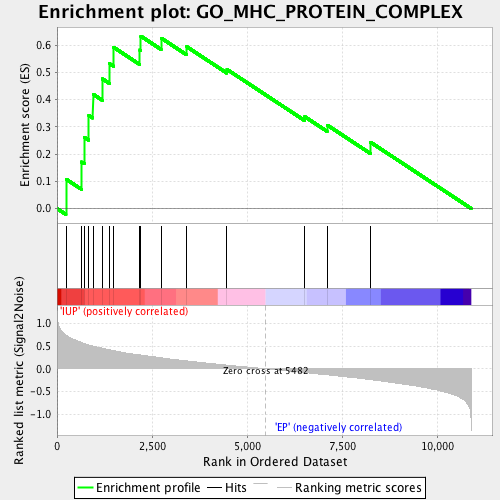 Enrichment plot: GO_MHC_PROTEIN_COMPLEX
Enrichment score (ES)
0.6
0.5
0.4
0.3
0.2
0.1
0.0
'IUP' (positively correlated)
Ranked list metric (Signal2Noise)
1.0
0.5
0.0
-0.5
-1.0
Zero cross at 5482
'EP' (negatively correlated)
0
2,500
5,000
7,500
10,000
Rank in Ordered Dataset
Enrichment profile
Hits
Ranking metric scores